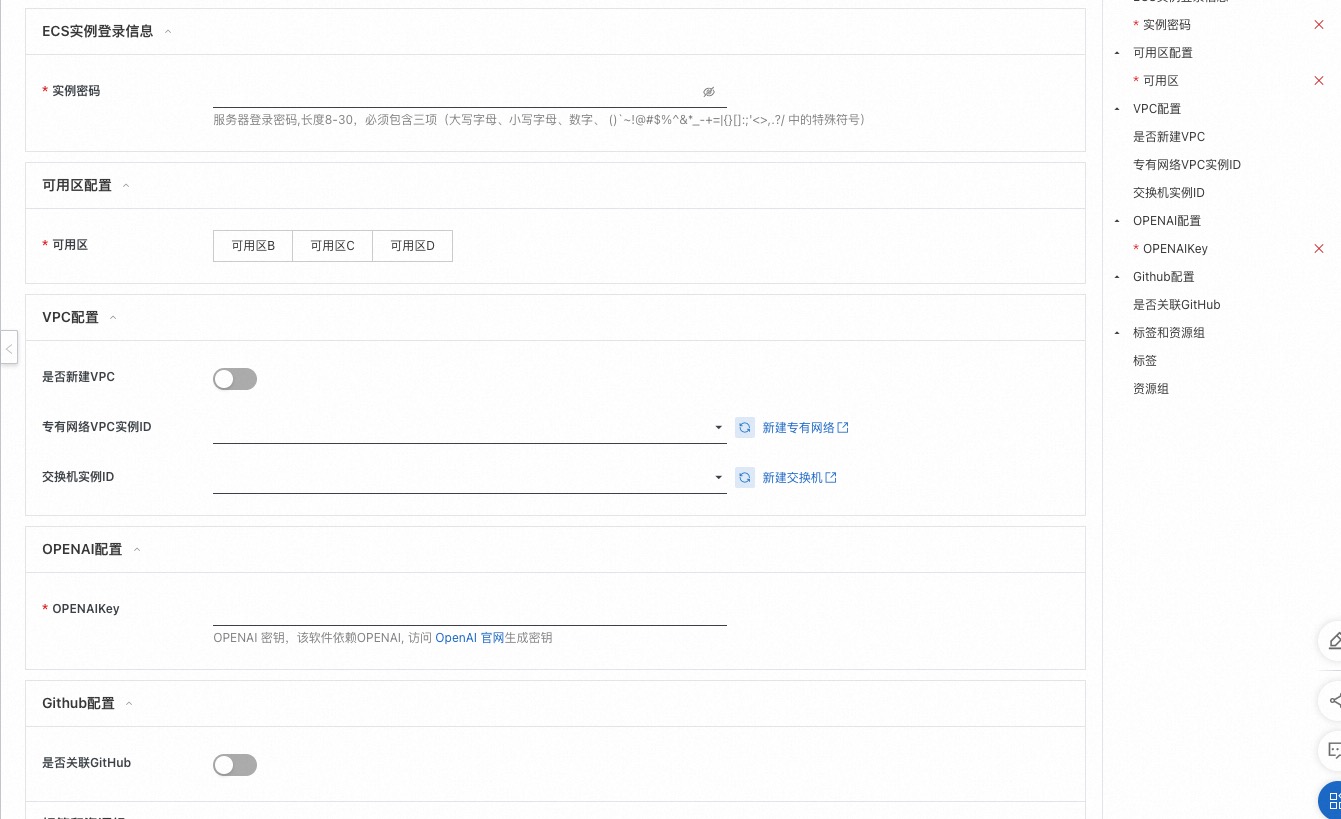 ECS实例登录信息
* 实例密码
服务器登录密码,长度8-30，必须包含三项（大写字母、小写字母、数字、 ()`~!@#$%^&*_-+=|{}[]:;'<>,.?/ 中的特殊符号）
可用区配置
* 可用区
可用区B 可用区C 可用区D
VPC配置
是否新建VPC
专有网络VPC实例ID
新建专有网络
交换机实例ID
新建交换机
OPENAI配置
* OPENAIKey
OPENAI 密钥，该软件依赖OPENAI, 访问 OpenAI 官网生成密钥
Github配置
是否关联GitHub
* 实例密码
可用区配置
* 可用区
VPC配置
是否新建VPC
专有网络VPC实例ID
交换机实例ID
OPENAI配置
* OPENAIKey
Github配置
是否关联GitHub
标签和资源组
标签
资源组